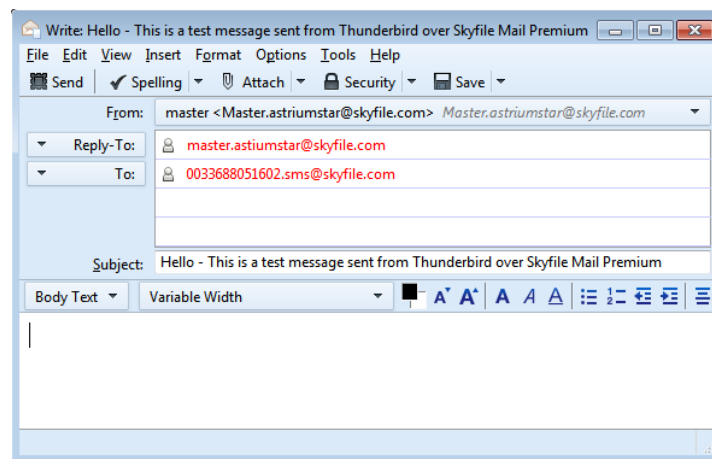 Write: Hello - This is a test message sent from Thunderbird over Skyfile Mail Premium
File Edit View Insert Format Options Tools Help
Send Spelling Attach Security Save
From: master <Master.astriumstar@skyfile.com> Master.astriumstar@skyfile.com
Reply-To: master.astiumstar@skyfile.com
To: 0033688051602.sms@skyfile.com
Subject: Hello - This is a test message sent from Thunderbird over Skyfile Mail Premium
Body Text Variable Width A A A A A